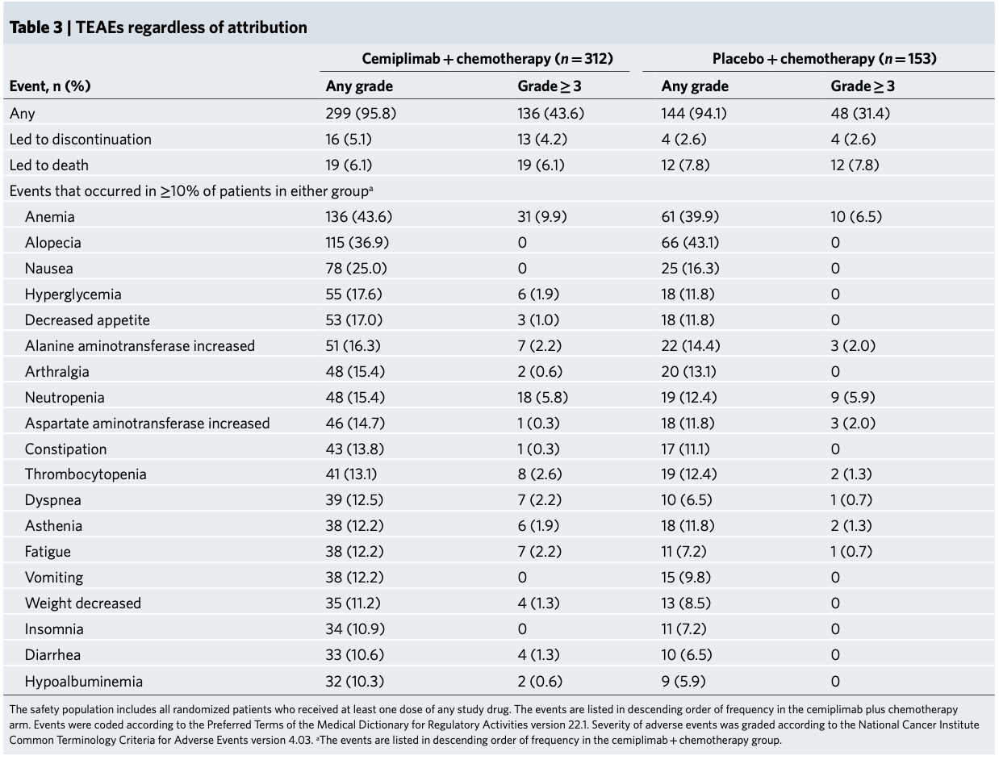 Table 3 | TEAEs regardless of attribution
Cemiplimab + chemotherapy (n = 312) Placebo + chemotherapy (n = 153)
Event, n (%) Any grade Grade ≥ 3 Any grade Grade ≥ 3
Any 299 (95.8) 136 (43.6) 144 (94.1) 48 (31.4)
Led to discontinuation 16 (5.1) 13 (4.2) 4 (2.6) 4 (2.6)
Led to death 19 (6.1) 19 (6.1) 12 (7.8) 12 (7.8)
Events that occurred in ≥10% of patients in either groupᵃ
Anemia 136 (43.6) 31 (9.9) 61 (39.9) 10 (6.5)
Alopecia 115 (36.9) 0 66 (43.1) 0
Nausea 78 (25.0) 0 25 (16.3) 0
Hyperglycemia 55 (17.6) 6 (1.9) 18 (11.8) 0
Decreased appetite 53 (17.0) 3 (1.0) 18 (11.8) 0
Alanine aminotransferase increased 51 (16.3) 7 (2.2) 22 (14.4) 3 (2.0)
Arthralgia 48 (15.4) 2 (0.6) 20 (13.1) 0
Neutropenia 48 (15.4) 18 (5.8) 19 (12.4) 9 (5.9)
Aspartate aminotransferase increased 46 (14.7) 1 (0.3) 18 (11.8) 3 (2.0)
Constipation 43 (13.8) 1 (0.3) 17 (11.1) 0
Thrombocytopenia 41 (13.1) 8 (2.6) 19 (12.4) 2 (1.3)
Dyspnea 39 (12.5) 7 (2.2) 10 (6.5) 1 (0.7)
Asthenia 38 (12.2) 6 (1.9) 18 (11.8) 2 (1.3)
Fatigue 38 (12.2) 7 (2.2) 11 (7.2) 1 (0.7)
Vomiting 38 (12.2) 0 15 (9.8) 0
Weight decreased 35 (11.2) 4 (1.3) 13 (8.5) 0
Insomnia 34 (10.9) 0 11 (7.2) 0
Diarrhea 33 (10.6) 4 (1.3) 10 (6.5) 0
Hypoalbuminemia 32 (10.3) 2 (0.6) 9 (5.9) 0
The safety population includes all randomized patients who received at least one dose of any study drug. The events are listed in descending order of frequency in the cemiplimab plus chemotherapy
arm. Events were coded according to the Preferred Terms of the Medical Dictionary for Regulatory Activities version 22.1. Severity of adverse events was graded according to the National Cancer Institute
Common Terminology Criteria for Adverse Events version 4.03. ᵃThe events are listed in descending order of frequency in the cemiplimab + chemotherapy group.